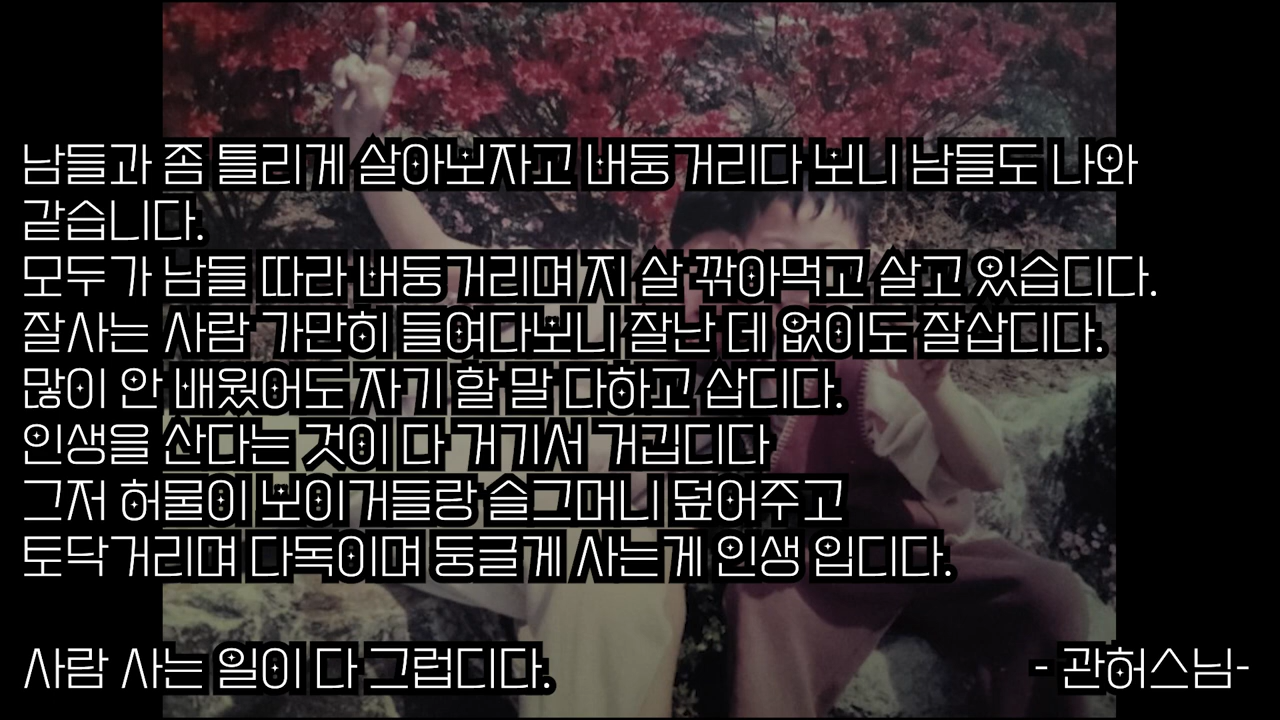 남들과 좀 틀리게 살아보자고 버둥거리다 보니 남들도 나와
같습니다.
모두가 남들 따라 버둥거리며 지 살 깎아먹고 살고 있습디다.
잘사는 사람 가만히 들여다보니 잘난 데 없이도 잘삽디다.
많이 안 배웠어도 자기 할 말 다하고 삽디다.
인생을 산다는 것이 다 거기서 거깁디다
그저 허물이 보이거들랑 슬그머니 덮어주고
토닥거리며 다독이며 둥글게 사는게 인생 입디다.
사람 사는 일이 다 그럽디다.
- 관허스님-